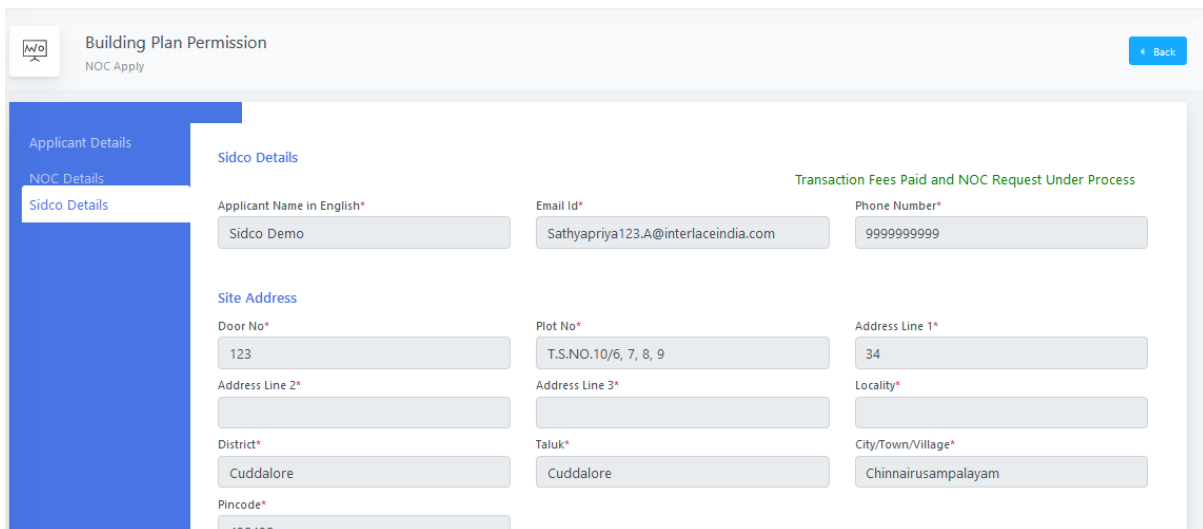 Building Plan Permission
NOC Apply
Back
Applicant Details
NOC Details
Sidco Details
Sidco Details
Transaction Fees Paid and NOC Request Under Process
Applicant Name in English* Email Id* Phone Number*
Sidco Demo Sathyapriya123.A@interlaceindia.com 9999999999
Site Address
Door No* Plot No* Address Line 1*
123 T.S.NO.10/6, 7, 8, 9 34
Address Line 2* Address Line 3* Locality*
District* Taluk* City/Town/Village*
Cuddalore Cuddalore Chinnairusampalayam
Pincode*